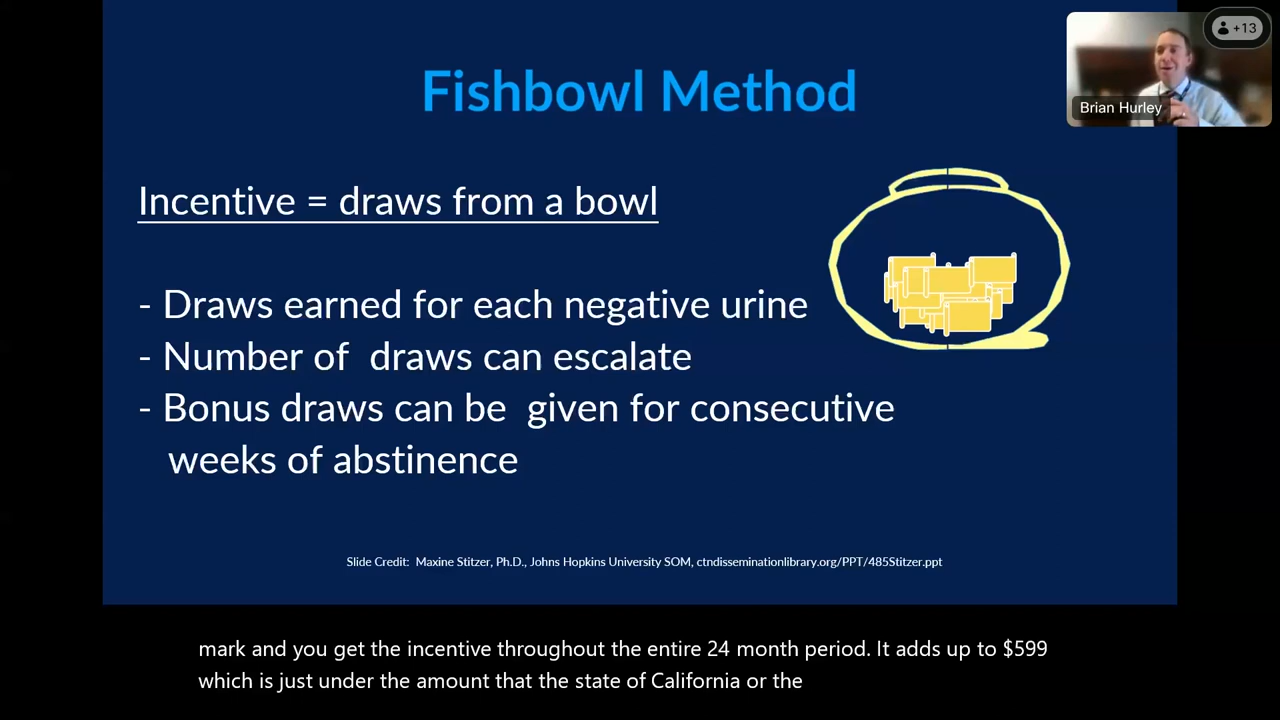 +13
Brian Hurley
Fishbowl Method
Incentive = draws from a bowl
- Draws earned for each negative urine
- Number of  draws can escalate
- Bonus draws can be  given for consecutive
weeks of abstinence
Slide Credit:  Maxine Stitzer, Ph.D., Johns Hopkins University SOM, ctndisseminationlibrary.org/PPT/485Stitzer.ppt
mark and you get the incentive throughout the entire 24 month period. It adds up to $599
which is just under the amount that the state of California or the